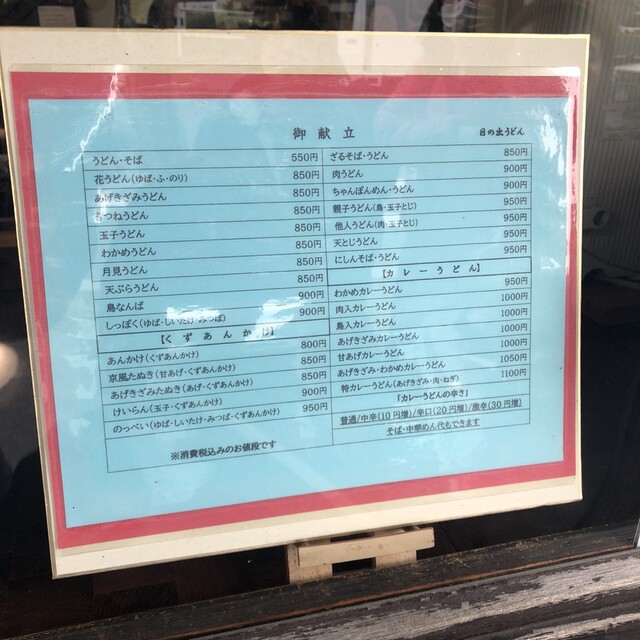 御献立
日の出うどん
うどん・そば 550円
花うどん(ゆば・ふ・のり) 850円
あげきざみうどん 850円
きつねうどん 850円
玉子うどん 850円
わかめうどん 850円
月見うどん 850円
天ぷらうどん 850円
鳥なんば 900円
しっぽく(ゆば・しいたけ・みつば) 900円
【くずあんかけ】
あんかけ(くずあんかけ) 800円
京風たぬき(甘あげ・くずあんかけ) 850円
あげきざみたぬき(あげ・くずあんかけ) 850円
けいらん(玉子・くずあんかけ) 900円
のっぺい(ゆば・しいたけ・みつば・くずあんかけ) 950円
※消費税込みのお値段です
ざるそば・うどん 850円
肉うどん 900円
ちゃんぽんめん・うどん 900円
親子うどん(鳥・玉子とじ) 950円
他人うどん(肉・玉子とじ) 950円
天とじうどん 950円
にしんそば・うどん 950円
【カレーうどん】
わかめカレーうどん 950円
肉入カレーうどん 1000円
鳥入カレーうどん 1000円
あげきざみカレーうどん 1000円
甘あげカレーうどん 1000円
あげきざみ・わかめカレーうどん 1050円
特カレーうどん(あげきざみ・肉・ねぎ) 1100円
「カレーうどんの辛さ」
普通/中辛(10円増)/辛口(20円増)/激辛(30円増)
そば・中華めん代もできます